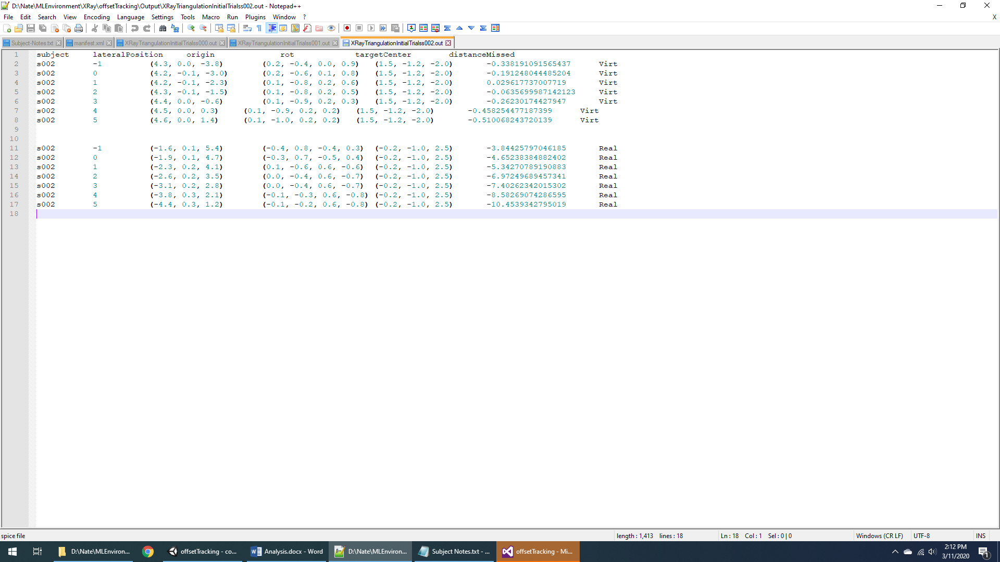 D:\Nate\MLEnvironment\XRay\offsetTracking\Output\XRayTriangulationInitialTrialss002.out - Notepad++
File Edit Search View Encoding Language Settings Tools Macro Run Plugins Window ? X
Subject-Notes.txt manifest.xml XRayTriangulationInitialTrialss000.out XRayTriangulationInitialTrialss001.out XRayTriangulationInitialTrialss002.out
1 subject lateralPosition origin rot targetCenter distanceMissed
2 s002 -1 (4.3, 0.0, -3.8) (0.2, -0.4, 0.0, 0.9) (1.5, -1.2, -2.0) -0.338191091565437 Virt
3 s002 0 (4.2, -0.1, -3.0) (0.2, -0.6, 0.1, 0.8) (1.5, -1.2, -2.0) -0.191248044485204 Virt
4 s002 1 (4.2, -0.1, -2.3) (0.1, -0.8, 0.2, 0.6) (1.5, -1.2, -2.0) 0.029617737007719 Virt
5 s002 2 (4.3, -0.1, -1.5) (0.1, -0.8, 0.2, 0.5) (1.5, -1.2, -2.0) -0.0635699987142123 Virt
6 s002 3 (4.4, 0.0, -0.6) (0.1, -0.9, 0.2, 0.3) (1.5, -1.2, -2.0) -0.26230174427947 Virt
7 s002 4 (4.5, 0.0, 0.3) (0.1, -0.9, 0.2, 0.2) (1.5, -1.2, -2.0) -0.458254477187399 Virt
8 s002 5 (4.6, 0.0, 1.4) (0.1, -1.0, 0.2, 0.2) (1.5, -1.2, -2.0) -0.510068243720139 Virt
9
10
11 s002 -1 (-1.6, 0.1, 5.4) (-0.4, 0.8, -0.4, 0.3) (-0.2, -1.0, 2.5) -3.84425797046185 Real
12 s002 0 (-1.9, 0.1, 4.7) (-0.3, 0.7, -0.5, 0.4) (-0.2, -1.0, 2.5) -4.65238384882402 Real
13 s002 1 (-2.3, 0.2, 4.1) (0.1, -0.6, 0.6, -0.6) (-0.2, -1.0, 2.5) -5.34270789190883 Real
14 s002 2 (-2.6, 0.2, 3.5) (0.0, -0.4, 0.6, -0.7) (-0.2, -1.0, 2.5) -6.97249689457341 Real
15 s002 3 (-3.1, 0.2, 2.8) (0.0, -0.4, 0.6, -0.7) (-0.2, -1.0, 2.5) -7.40262342015302 Real
16 s002 4 (-3.8, 0.3, 2.1) (-0.1, -0.3, 0.6, -0.8) (-0.2, -1.0, 2.5) -8.58269074286595 Real
17 s002 5 (-4.4, 0.3, 1.2) (-0.1, -0.2, 0.6, -0.8) (-0.2, -1.0, 2.5) -10.4539342795019 Real
18
spice file length : 1,413 lines : 18 Ln : 18 Col : 1 Sel : 0 | 0 Windows (CR LF) UTF-8 INS
D:\Nate\MLEnviron... offsetTracking - co... Analysis.docx - Word D:\Nate\MLEnviron... Subject Notes.txt - ... offsetTracking - Mi... 2:12 PM
3/11/2020 1